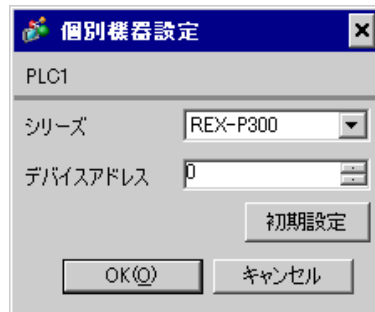 個別機器設定
PLC1
シリーズ REX-P300
デバイスアドレス 0
初期設定
OK(O) キャンセル